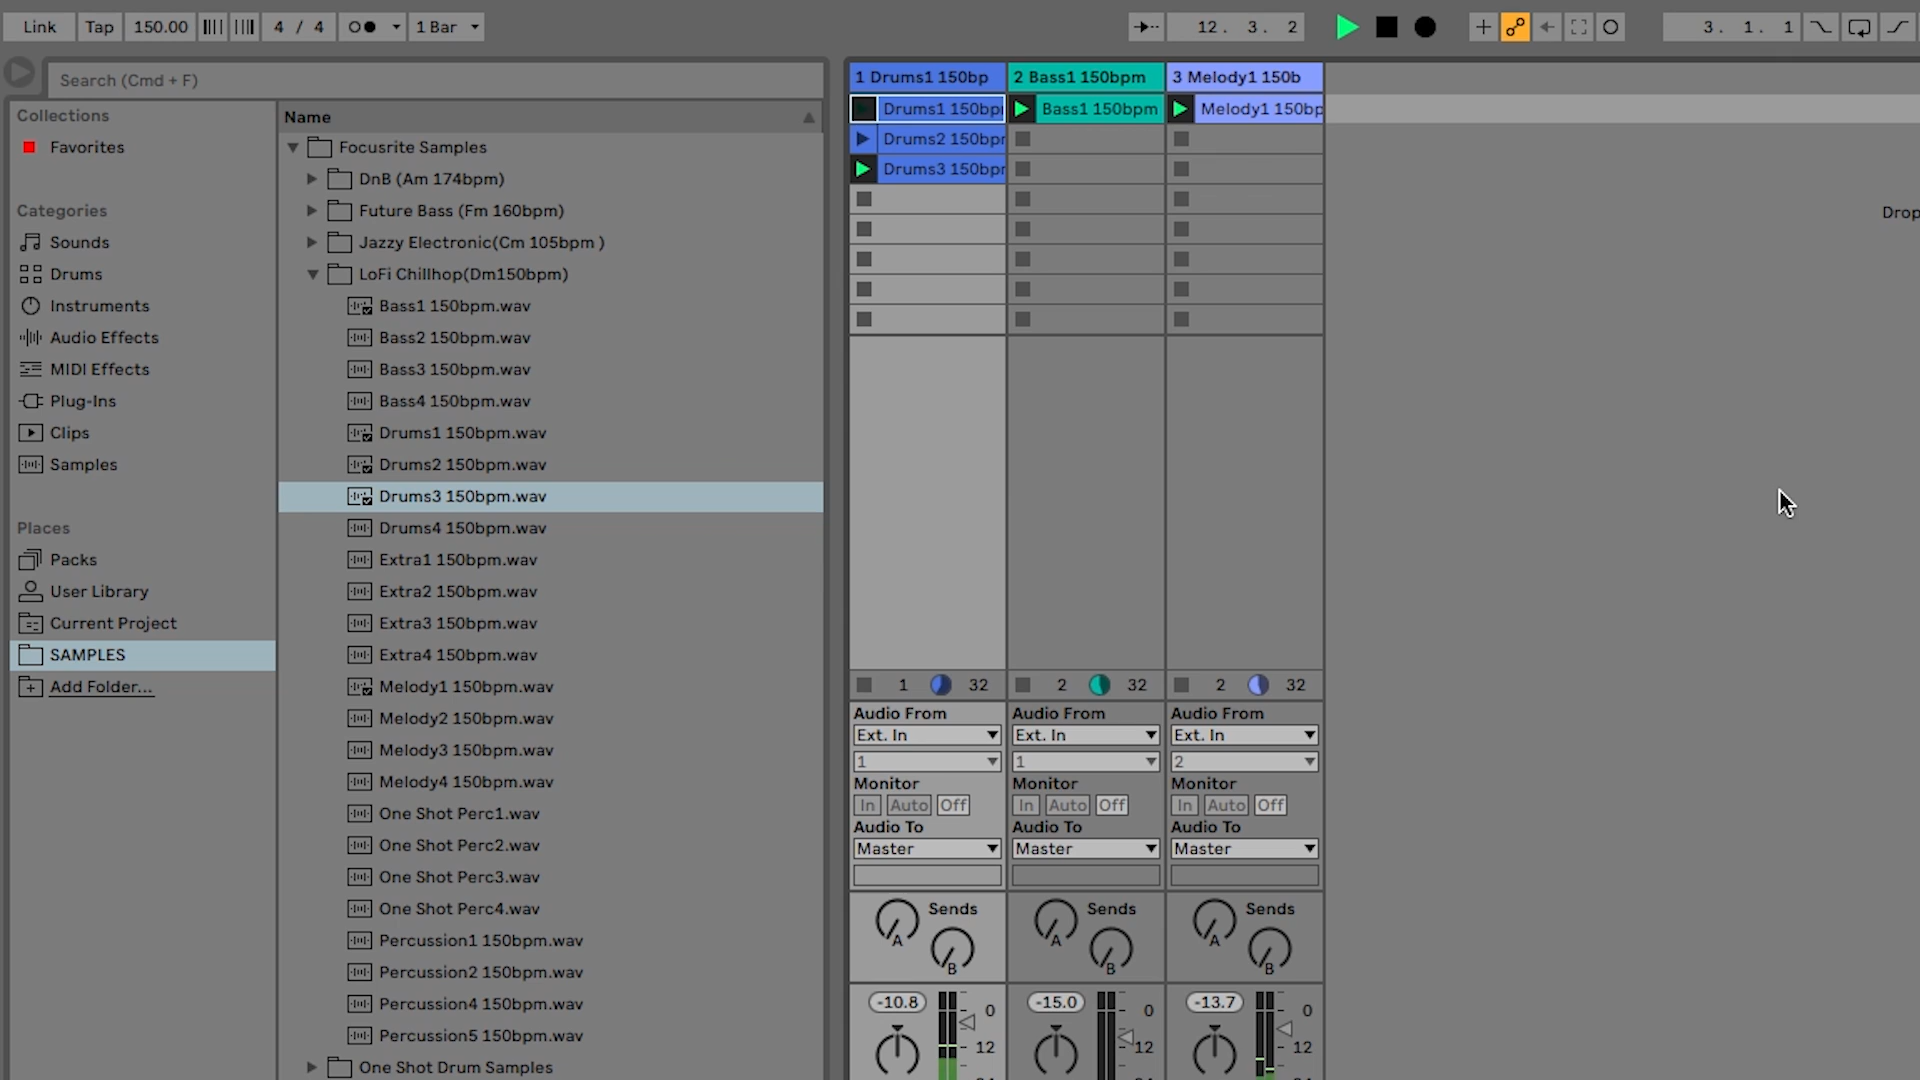 Link Tap 150.00 4 / 4 1 Bar 12. 3. 2 3. 1. 1
Search (Cmd + F)
Collections
Favorites
Categories
Sounds
Drums
Instruments
Audio Effects
MIDI Effects
Plug-Ins
Clips
Samples
Places
Packs
User Library
Current Project
SAMPLES
Add Folder...
Name
Focusrite Samples
DnB (Am 174bpm)
Future Bass (Fm 160bpm)
Jazzy Electronic(Cm 105bpm )
LoFi Chillhop(Dm150bpm)
Bass1 150bpm.wav
Bass2 150bpm.wav
Bass3 150bpm.wav
Bass4 150bpm.wav
Drums1 150bpm.wav
Drums2 150bpm.wav
Drums3 150bpm.wav
Drums4 150bpm.wav
Extra1 150bpm.wav
Extra2 150bpm.wav
Extra3 150bpm.wav
Extra4 150bpm.wav
Melody1 150bpm.wav
Melody2 150bpm.wav
Melody3 150bpm.wav
Melody4 150bpm.wav
One Shot Perc1.wav
One Shot Perc2.wav
One Shot Perc3.wav
One Shot Perc4.wav
Percussion1 150bpm.wav
Percussion2 150bpm.wav
Percussion4 150bpm.wav
Percussion5 150bpm.wav
One Shot Drum Samples
1 Drums1 150bp 2 Bass1 150bpm 3 Melody1 150b
Drums1 150bp Bass1 150bpm Melody1 150bp
Drums2 150bp
Drums3 150bp
Drop
1 32 2 32 2 32
Audio From Audio From Audio From
Ext. In Ext. In Ext. In
1 1 2
Monitor Monitor Monitor
In Auto Off In Auto Off In Auto Off
Audio To Audio To Audio To
Master Master Master
Sends Sends Sends
A A A
B B B
-10.8 0 -15.0 0 -13.7 0
12 12 12